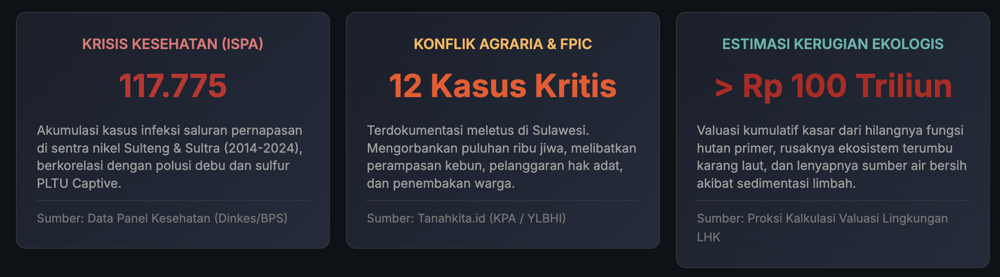 KRISIS KESEHATAN (ISPA)
117.775
Akumulasi kasus infeksi saluran pernapasan
di sentra nikel Sulteng & Sultra (2014-2024),
berkorelasi dengan polusi debu dan sulfur
PLTU Captive.
Sumber: Data Panel Kesehatan (Dinkes/BPS)
KONFLIK AGRARIA & FPIC
12 Kasus Kritis
Terdokumentasi meletus di Sulawesi.
Mengorbankan puluhan ribu jiwa, melibatkan
perampasan kebun, pelanggaran hak adat,
dan penembakan warga.
Sumber: Tanahkita.id (KPA / YLBHI)
ESTIMASI KERUGIAN EKOLOGIS
> Rp 100 Triliun
Valuasi kumulatif kasar dari hilangnya fungsi
hutan primer, rusaknya ekosistem terumbu
karang laut, dan lenyapnya sumber air bersih
akibat sedimentasi limbah.
Sumber: Proksi Kalkulasi Valuasi Lingkungan
LHK